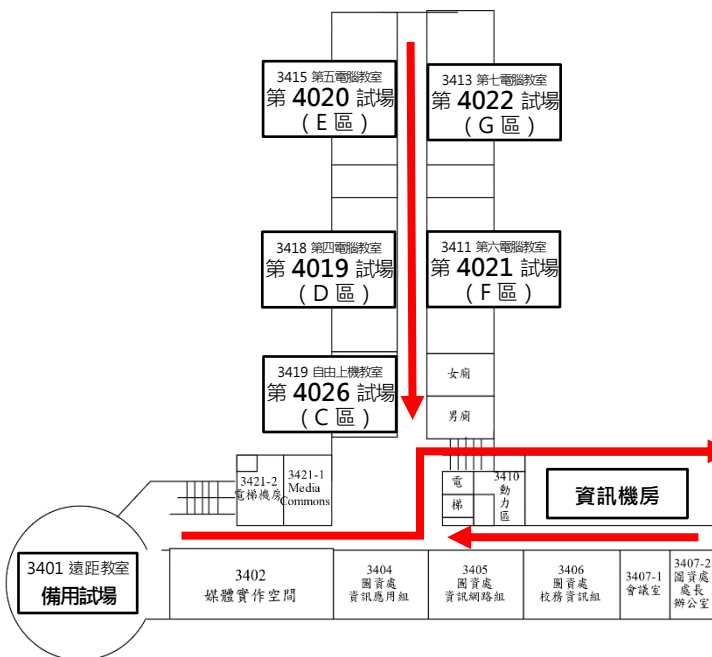 3415 第五電腦教室
第 4020 試場
( E 區 )
3413 第七電腦教室
第 4022 試場
( G 區 )
3418 第四電腦教室
第 4019 試場
( D 區 )
3411 第六電腦教室
第 4021 試場
( F 區 )
3419 自由上機教室
第 4026 試場
( C 區 )
女廁
男廁
3421-2
電梯機房
3421-1
Media
Commons
電
梯
3410
動
力
區
資訊機房
3401 遠距教室
備用試場
3402
媒體實作空間
3404
圖資處
資訊應用組
3405
圖資處
資訊網路組
3406
圖資處
校務資訊組
3407-1
會議室
3407-2
圖資處
處長
辦公室